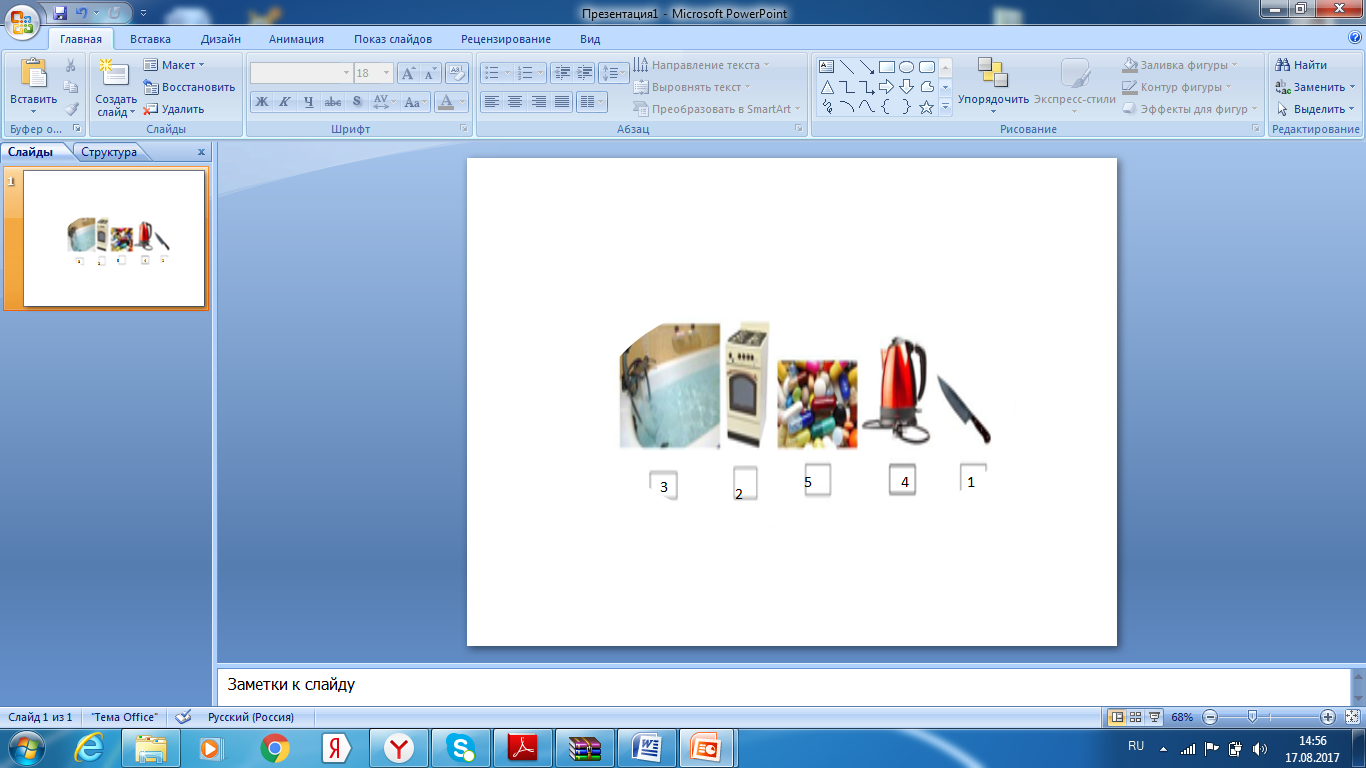 Презентация1 - Microsoft PowerPoint
Главная Вставка Дизайн Анимация Показ слайдов Рецензирование Вид
Вставить
Буфер о...
Создать слайд
Макет
Восстановить
Удалить
Слайды
18
Ж К Ч abc S AV Aa А
Шрифт
Направление текста
Выровнять текст
Преобразовать в SmartArt
Абзац
Упорядочить
Экспресс-стили
Заливка фигуры
Контур фигуры
Эффекты для фигур
Рисование
Найти
Заменить
Выделить
Редактирование
Слайды Структура x
1
3 2 5 4 1
Заметки к слайду
Слайд 1 из 1 "Тема Office" Русский (Россия) 68%
RU 14:56
17.08.2017